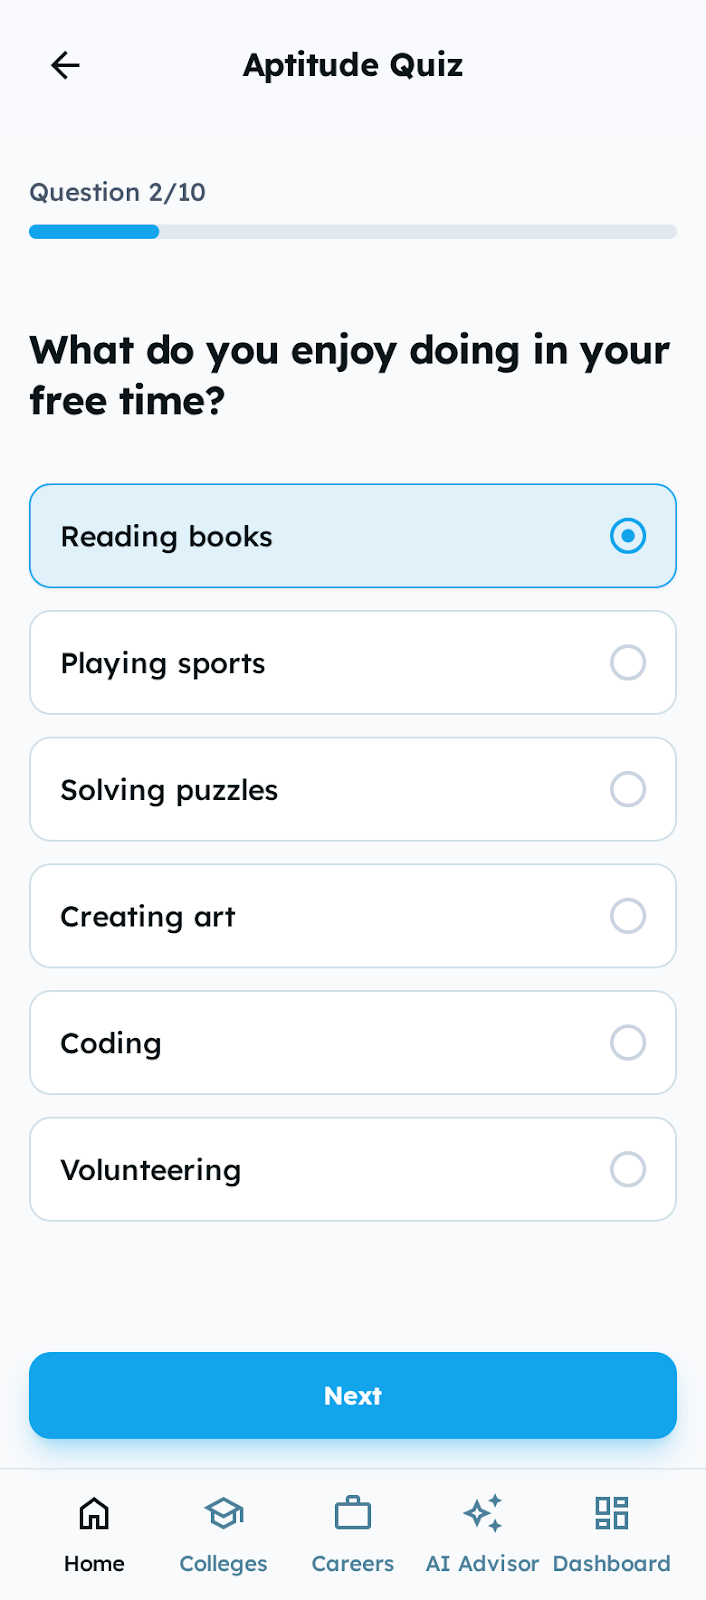 Aptitude Quiz
Question 2/10
What do you enjoy doing in your
free time?
Reading books
Playing sports
Solving puzzles
Creating art
Coding
Volunteering
Next
Home
Colleges
Careers
AI Advisor
Dashboard